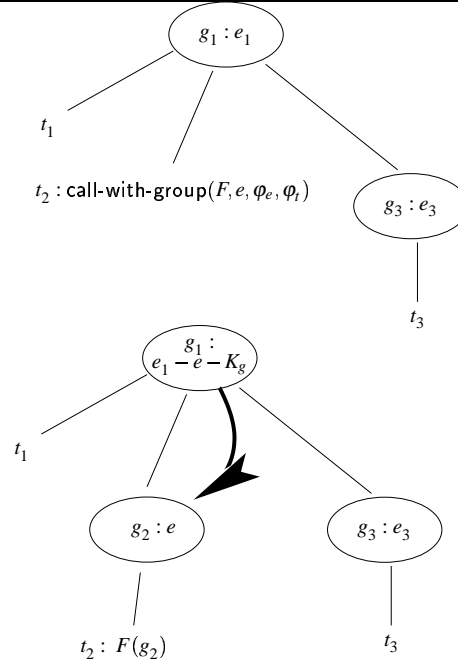 g₁ : e₁
t₁
t₂ : call-with-group(F, e, φₑ, φₜ)
g₃ : e₃
t₃
g₁ :
e₁ − e − K_g
t₁
g₂ : e
g₃ : e₃
t₂ : F(g₂)
t₃